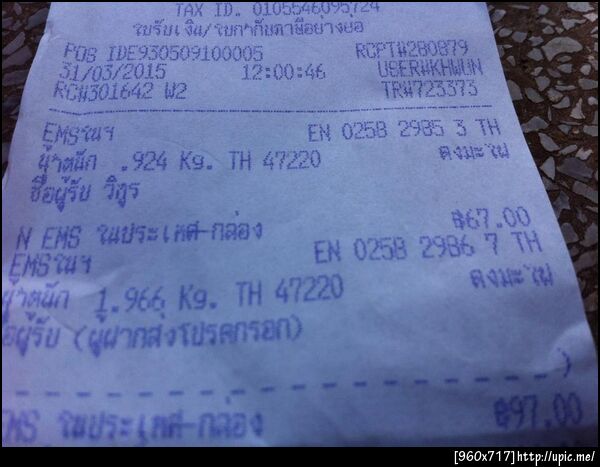 TAX ID. 0105546095724
ใบรับเงิน/ใบกำกับภาษีอย่างย่อ
POS IDE930509100005 RCPT#280879
31/03/2015 12:00:46 USER#KHWUN
RC#301642 W2 TR#723373
EMSในฯ EN 0258 2985 3 TH
น้ำหนัก .924 Kg. TH 47220 ดงมะไฟ
ชื่อผู้รับ วิฑูร
N EMS ในประเทศ-กล่อง ฿67.00
EMSในฯ EN 0258 2986 7 TH
น้ำหนัก 1.966 Kg. TH 47220 ดงมะไฟ
ชื่อผู้รับ (ผู้ฝากส่งโปรดกรอก)
)
EMS ในประเทศ-กล่อง ฿97.00
[960x717]http://upic.me/